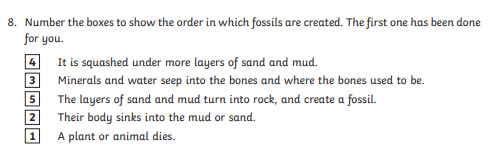 8. Number the boxes to show the order in which fossils are created. The first one has been done
for you.
4 It is squashed under more layers of sand and mud.
3 Minerals and water seep into the bones and where the bones used to be.
5 The layers of sand and mud turn into rock, and create a fossil.
2 Their body sinks into the mud or sand.
1 A plant or animal dies.